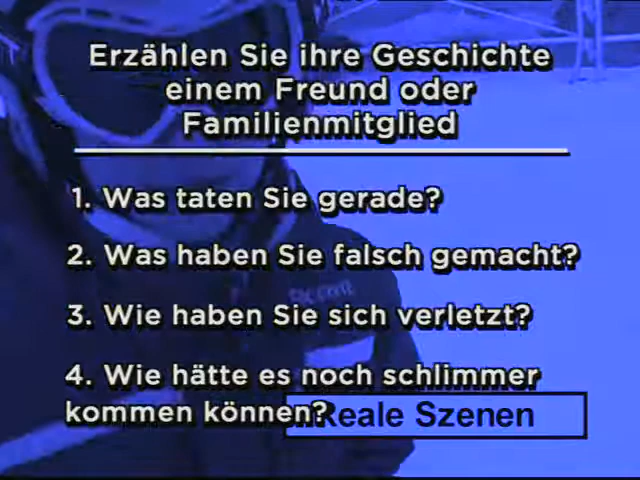 Erzählen Sie ihre Geschichte
einem Freund oder
Familienmitglied
1. Was taten Sie gerade?
2. Was haben Sie falsch gemacht?
3. Wie haben Sie sich verletzt?
4. Wie hätte es noch schlimmer
kommen können?
Reale Szenen